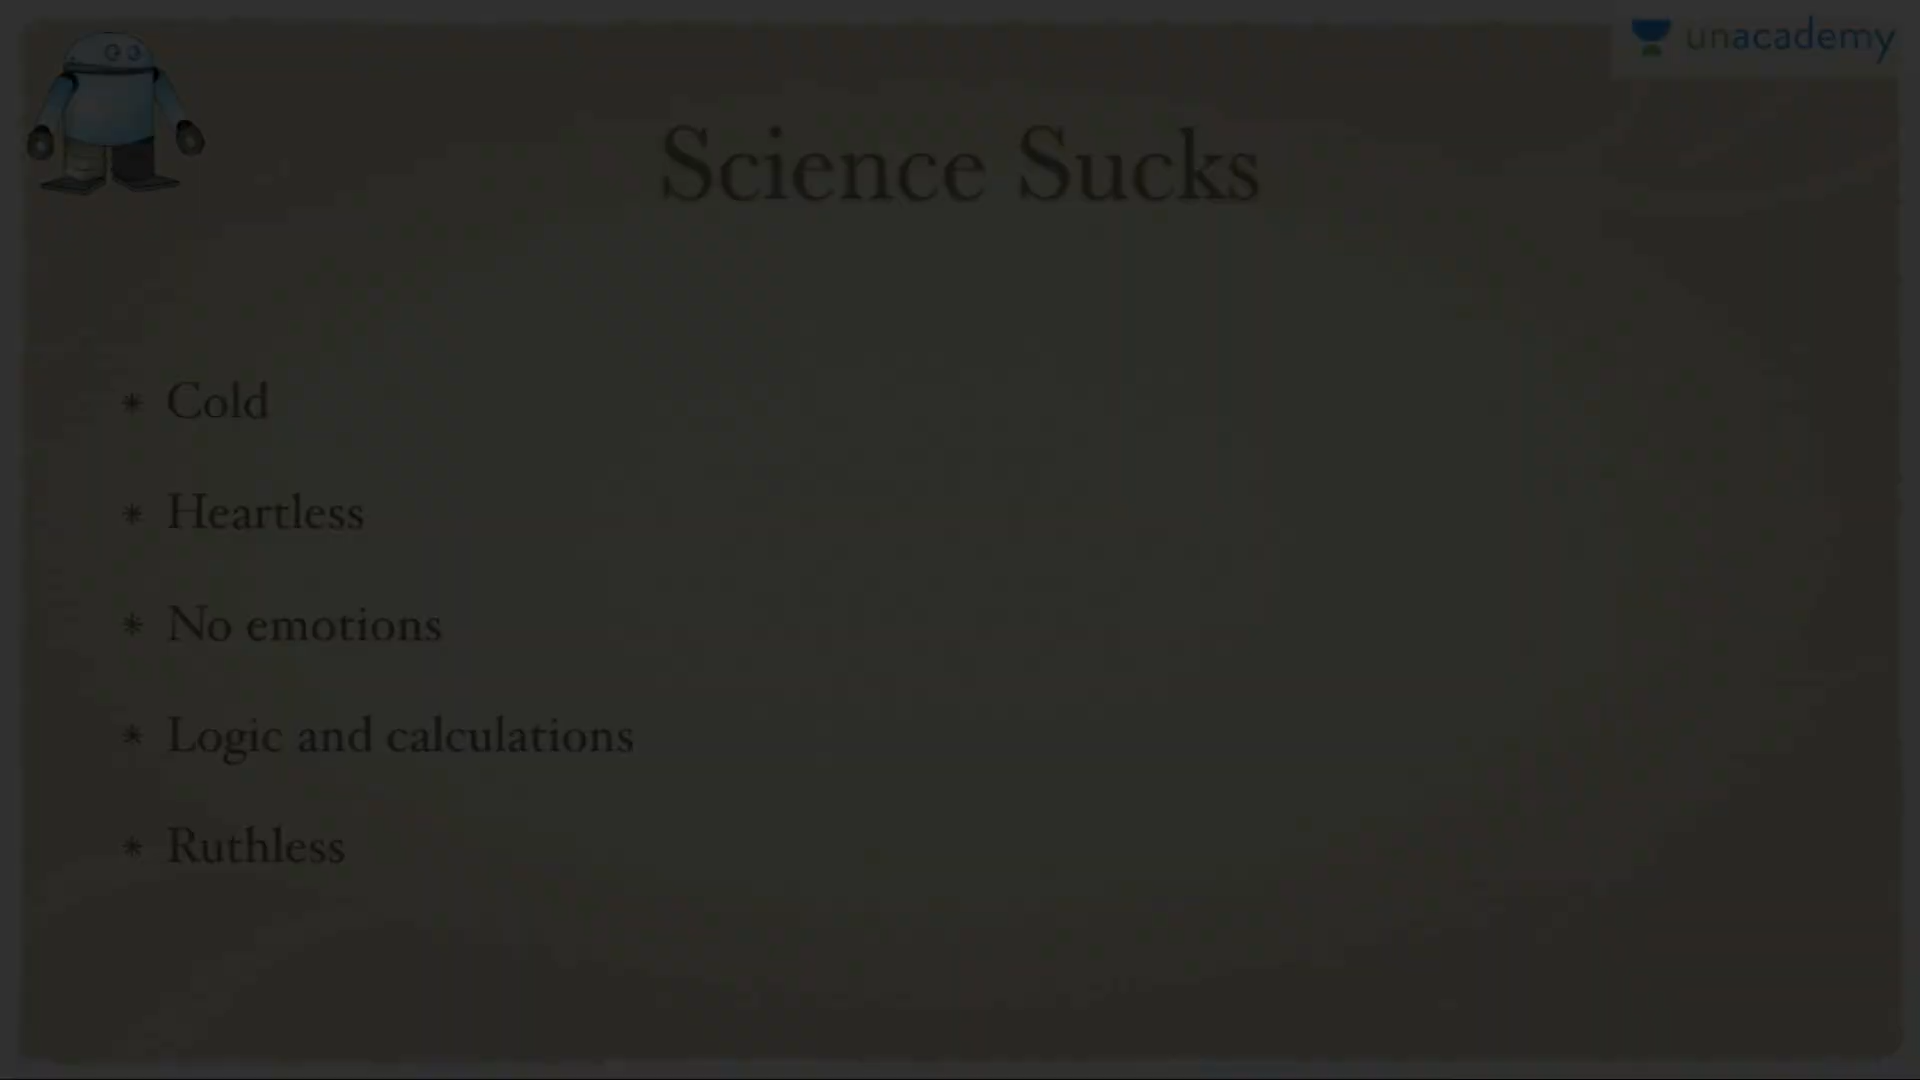 unacademy
Science Sucks
* Cold
* Heartless
* No emotions
* Logic and calculations
* Ruthless